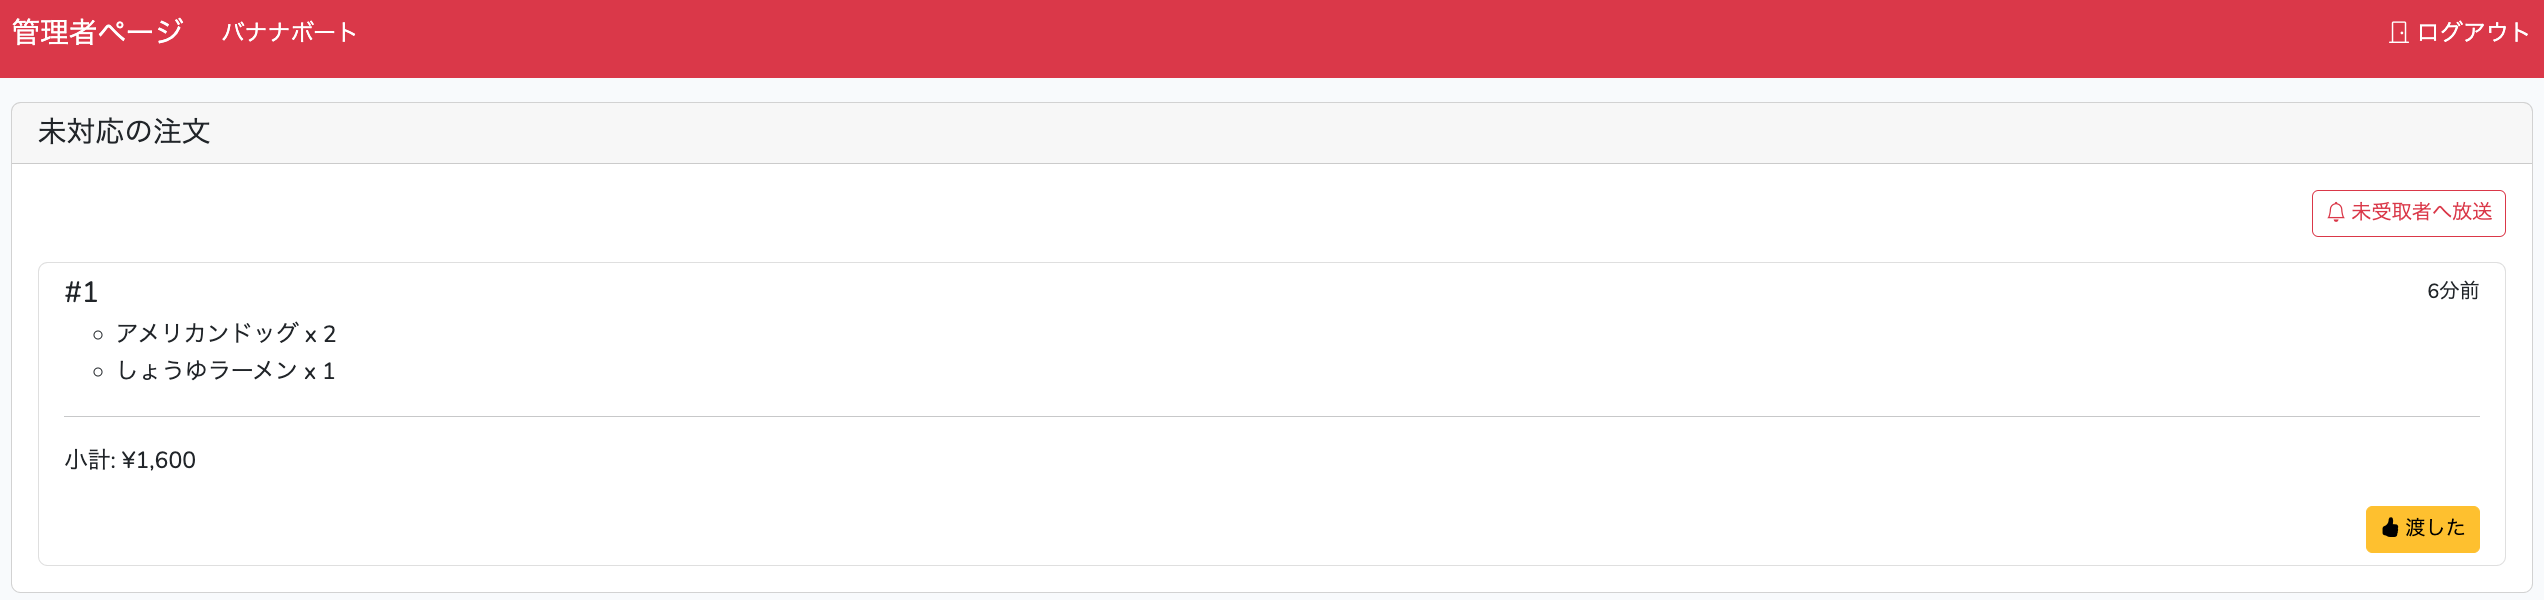 管理者ページ バナナボート ログアウト
未対応の注文
未受取者へ放送
#1 6分前
アメリカンドッグ x 2
しょうゆラーメン x 1
小計: ¥1,600
渡した